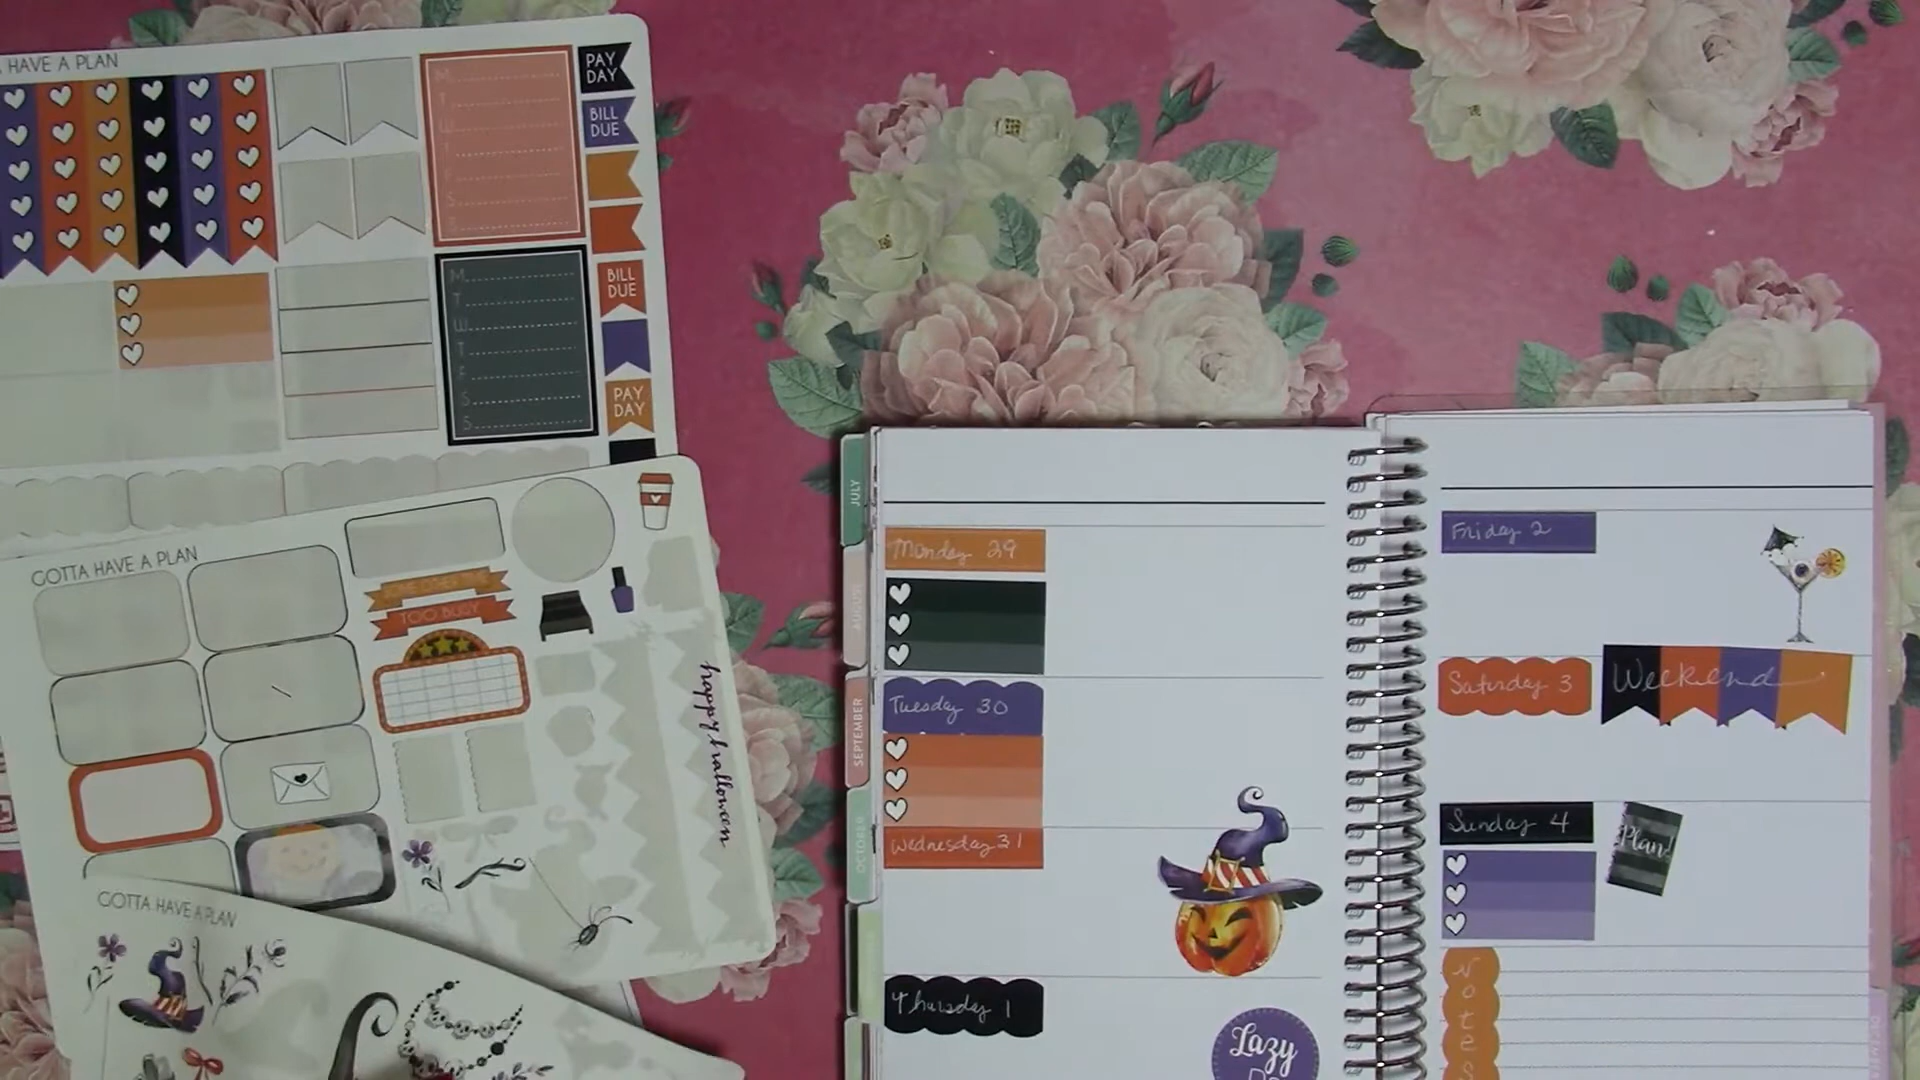 HAVE A PLAN
PAY
DAY
BILL
DUE
M
T
W
T
F
S
S
BILL
DUE
M
T
W
T
F
S
S
PAY
DAY
GOTTA HAVE A PLAN
TOO BUSY
happy halloween
GOTTA HAVE A PLAN
JULY
AUGUST
SEPTEMBER
OCTOBER
Monday 29
Tuesday 30
Wednesday 31
Thursday 1
Lazy
Friday 2
Saturday 3
Weekend
Sunday 4
Plan!
Notes